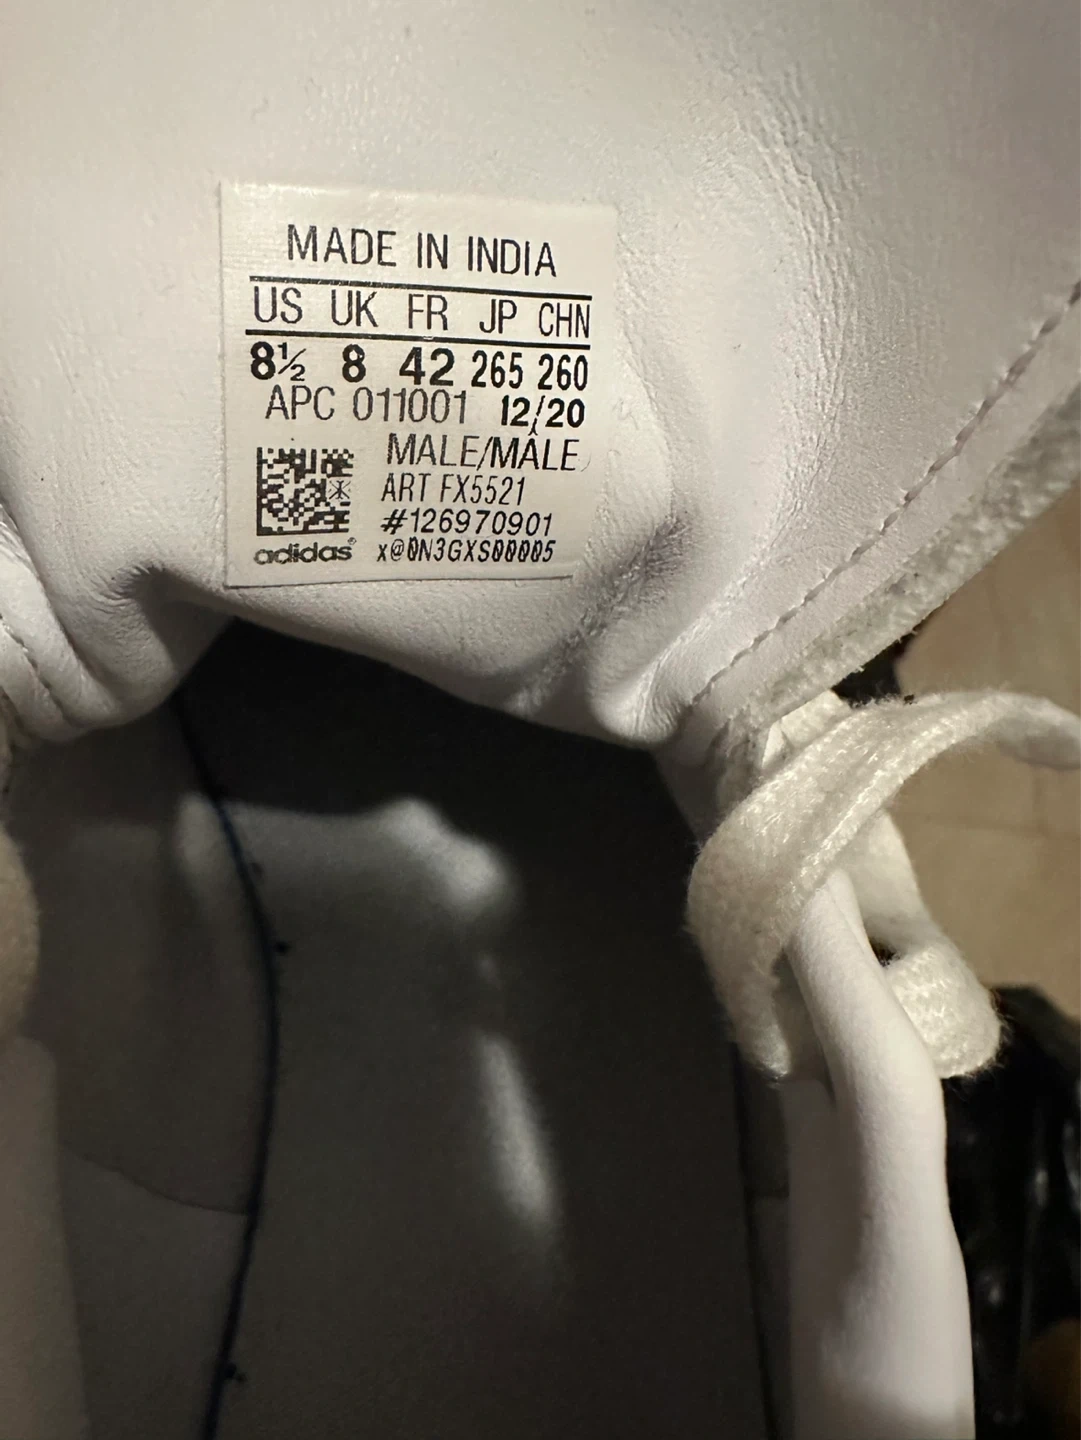 MADE IN INDIA
US UK FR JP CHN
8½ 8 42 265 260
APC 011001 12/20
MALE/MÂLE
ART FX5521
#126970901
adidas® x@0N3GXS00005